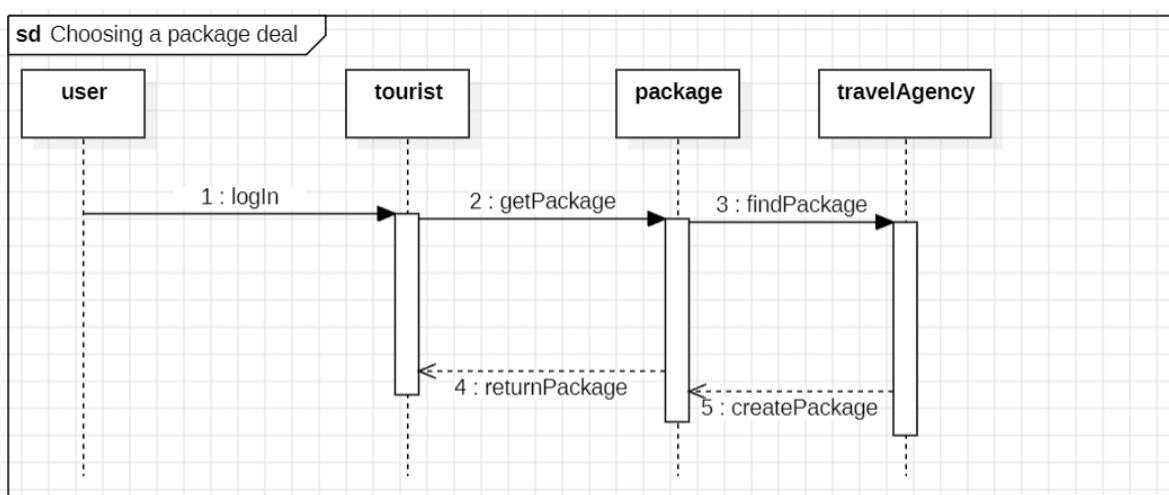 sd Choosing a package deal
user
tourist
package
travelAgency
1 : logIn
2 : getPackage
3 : findPackage
4 : returnPackage
5 : createPackage